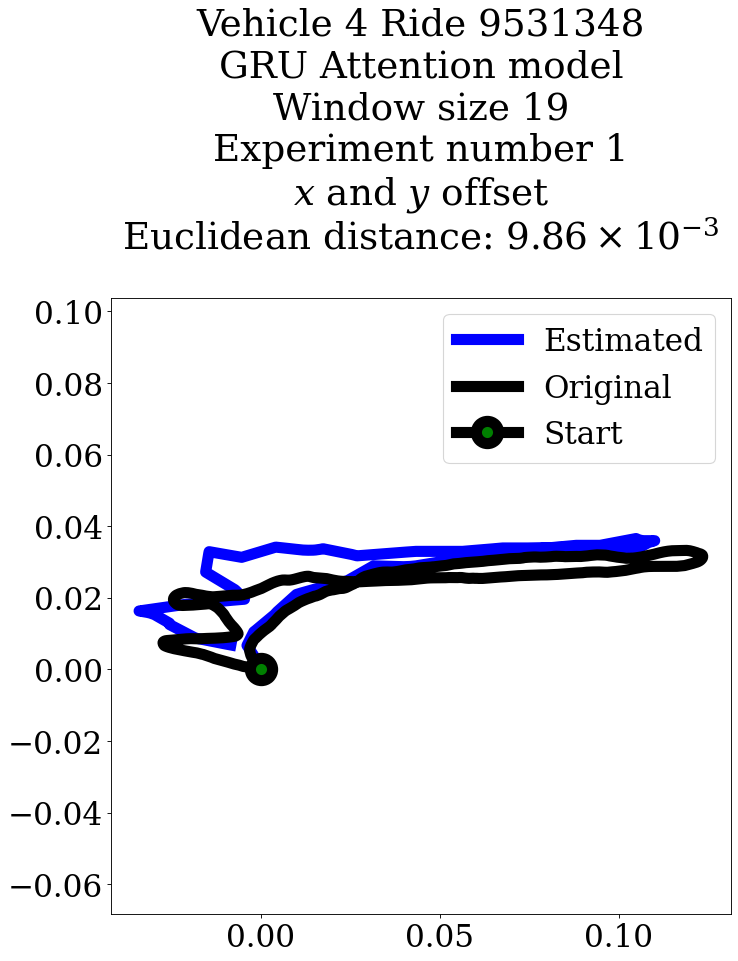 Vehicle 4 Ride 9531348
GRU Attention model
Window size 19
Experiment number 1
x and y offset
Euclidean distance: 9.86 × 10⁻³
Estimated
Original
Start
0.10
0.08
0.06
0.04
0.02
0.00
−0.02
−0.04
−0.06
0.00 0.05 0.10